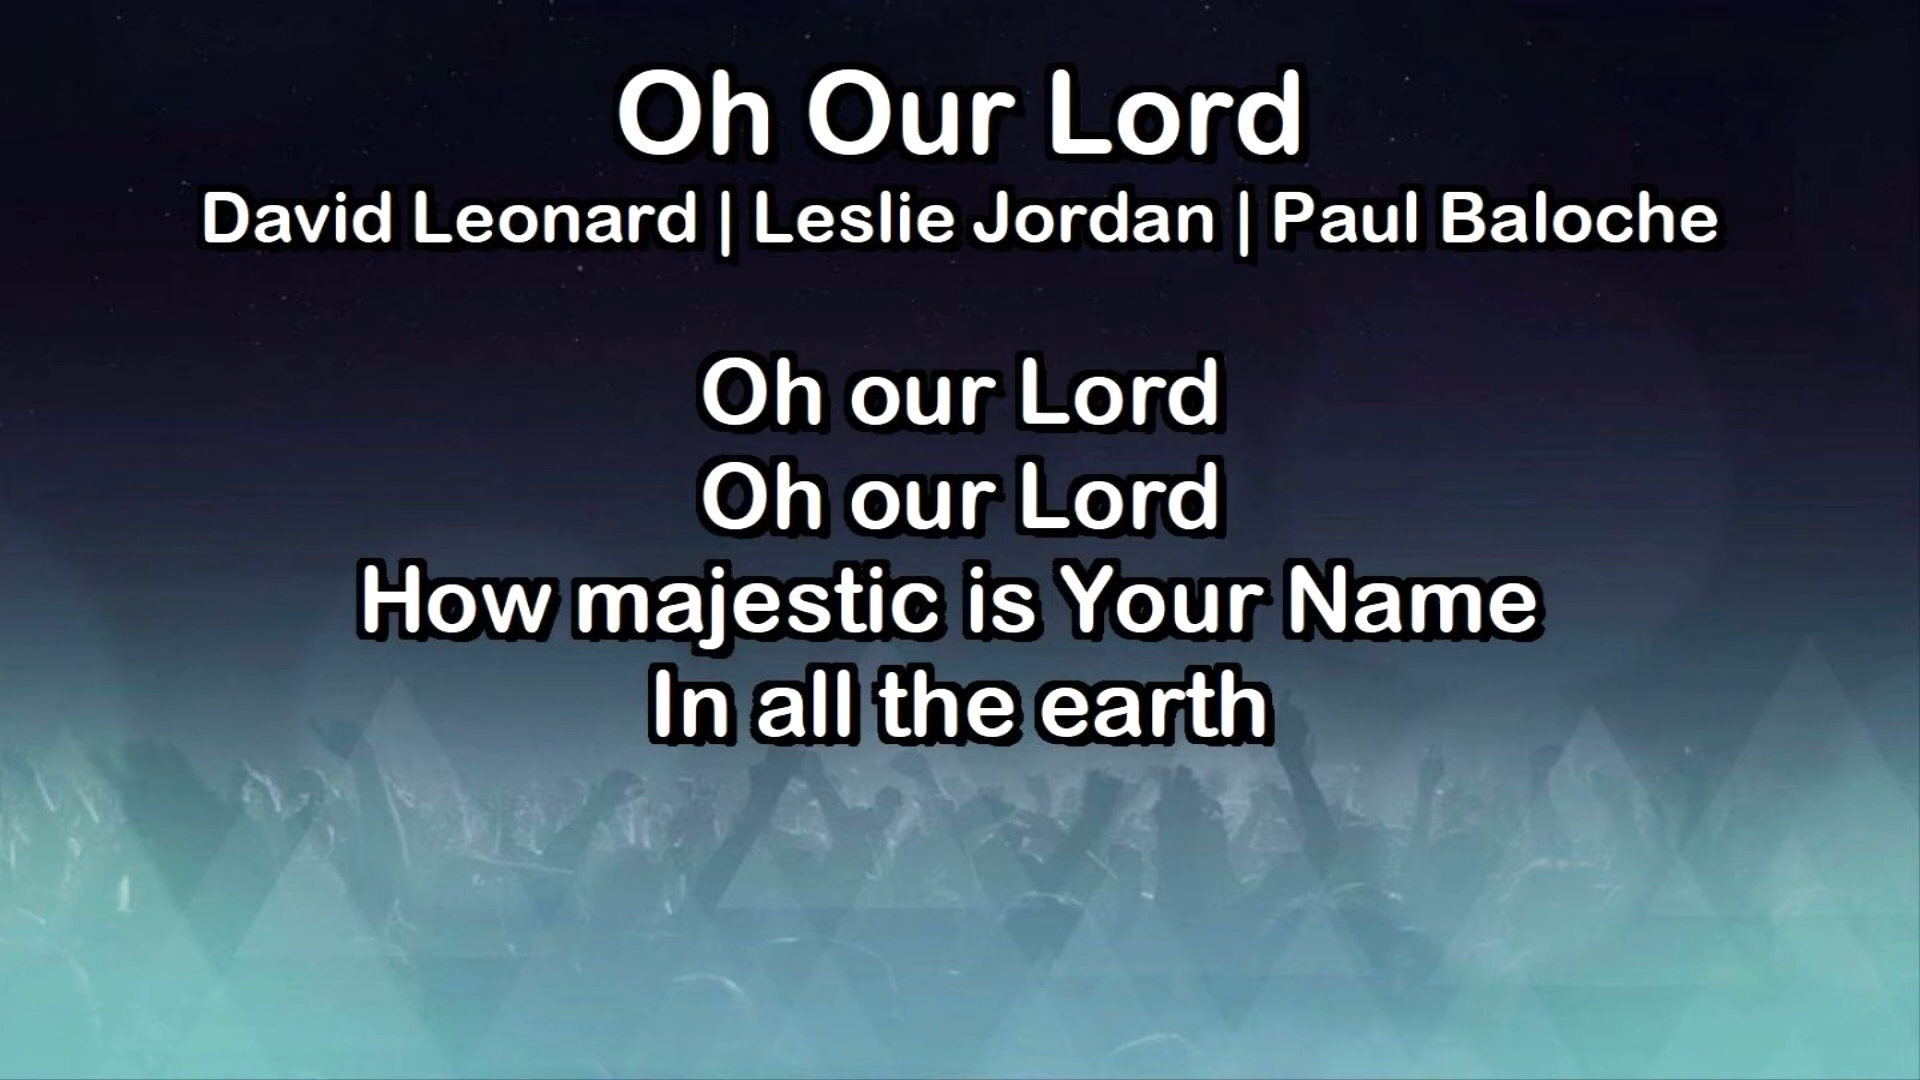 Oh Our Lord
David Leonard | Leslie Jordan | Paul Baloche
Oh our Lord
Oh our Lord
How majestic is Your Name
In all the earth